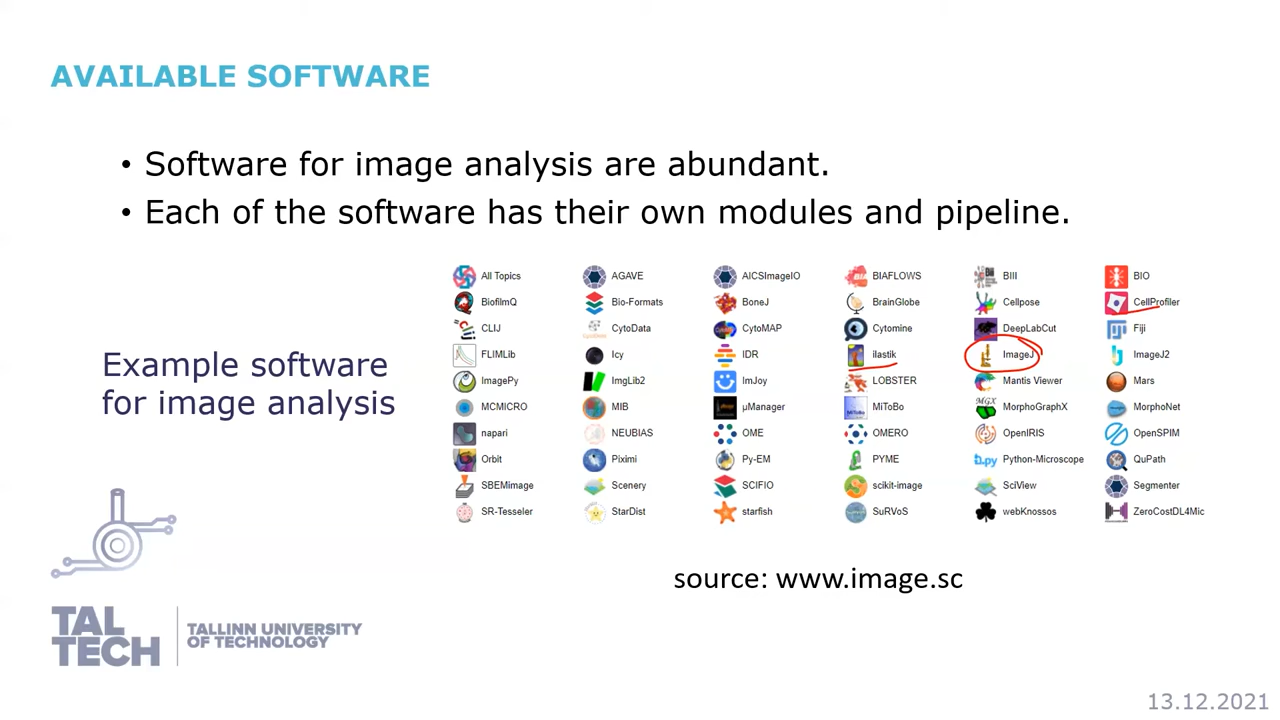 AVAILABLE SOFTWARE
• Software for image analysis are abundant.
• Each of the software has their own modules and pipeline.
Example software
for image analysis
All Topics AGAVE AICSImageIO BIAFLOWS BIII BIO
BiofilmQ Bio-Formats BoneJ BrainGlobe Cellpose CellProfiler
CLIJ CytoData CytoMAP Cytomine DeepLabCut Fiji
FLIMLib Icy IDR ilastik ImageJ ImageJ2
ImagePy ImgLib2 ImJoy LOBSTER Mantis Viewer Mars
MCMICRO MIB µManager MiToBo MorphoGraphX MorphoNet
napari NEUBIAS OME OMERO OpenIRIS OpenSPIM
Orbit Piximi Py-EM PYME Python-Microscope QuPath
SBEMimage Scenery SCIFIO scikit-image SciView Segmenter
SR-Tesseler StarDist starfish SuRVoS webKnossos ZeroCostDL4Mic
source: www.image.sc
TAL
TECH
TALLINN UNIVERSITY
OF TECHNOLOGY
13.12.2021